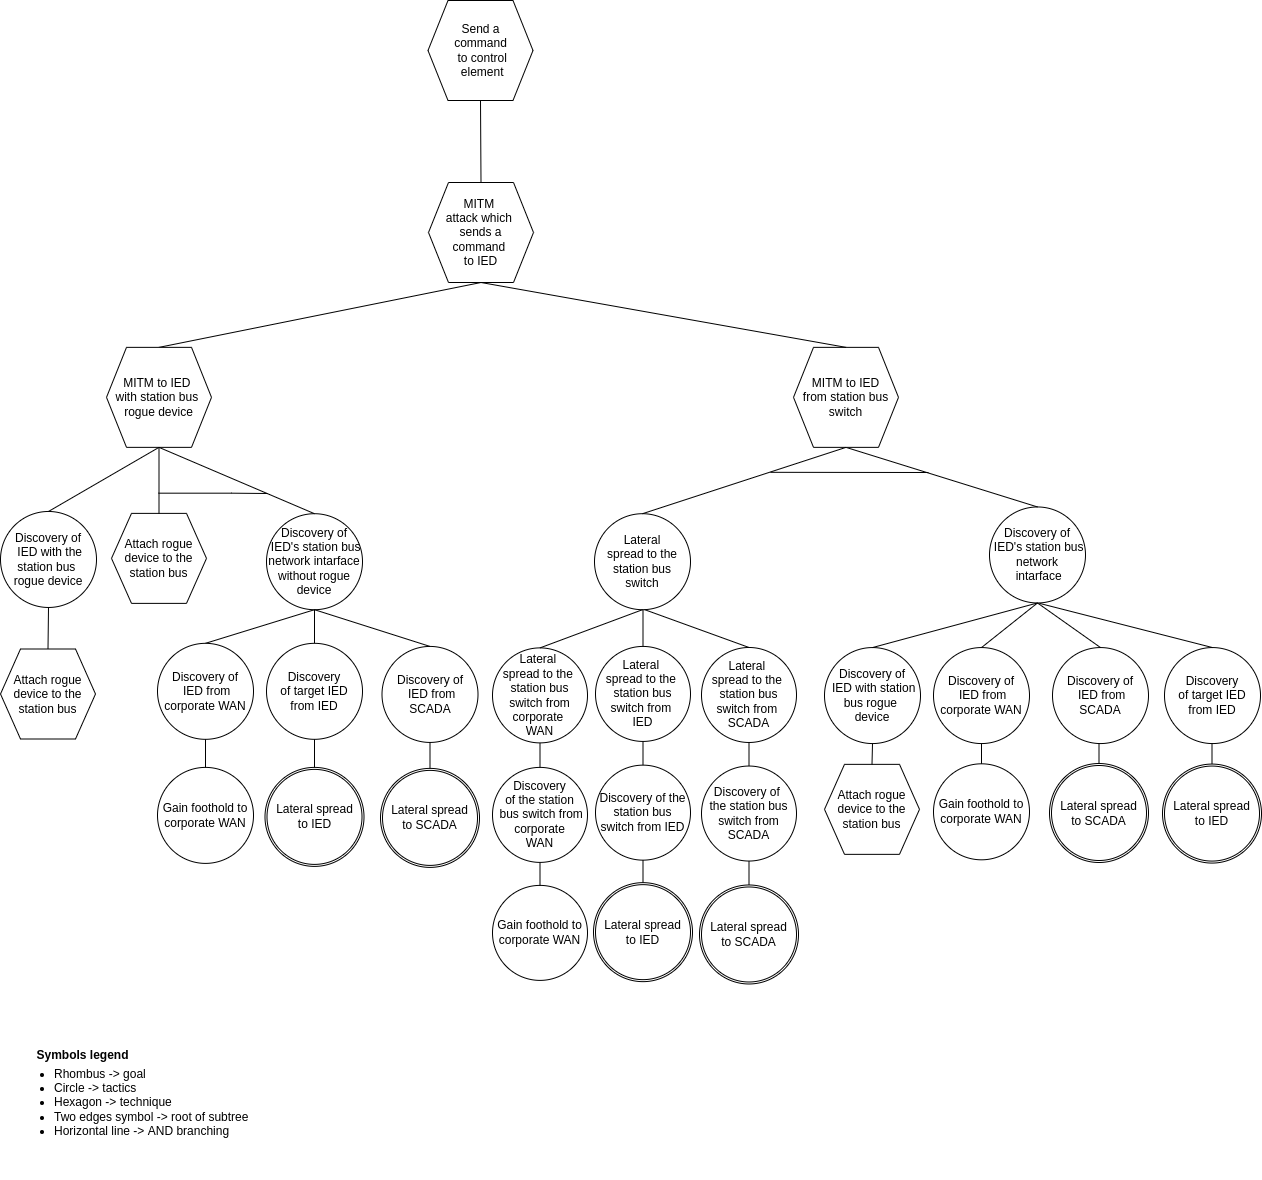 Send a
command
to control
element
MITM
attack which
sends a
command
to IED
MITM to IED
with station bus
rogue device
MITM to IED
from station bus
switch
Discovery of
IED with the
station bus
rogue device
Attach rogue
device to the
station bus
Discovery of
IED's station bus
network intarface
without rogue
device
Lateral
spread to the
station bus
switch
Discovery of
IED's station bus
network
intarface
Attach rogue
device to the
station bus
Discovery of
IED from
corporate WAN
Discovery
of target IED
from IED
Discovery of
IED from
SCADA
Lateral
spread to the
station bus
switch from
corporate
WAN
Lateral
spread to the
station bus
switch from
IED
Lateral
spread to the
station bus
switch from
SCADA
Discovery of
IED with station
bus rogue
device
Discovery of
IED from
corporate WAN
Discovery of
IED from
SCADA
Discovery
of target IED
from IED
Gain foothold to
corporate WAN
Lateral spread
to IED
Lateral spread
to SCADA
Discovery
of the station
bus switch from
corporate
WAN
Discovery of the
station bus
switch from IED
Discovery of
the station bus
switch from
SCADA
Attach rogue
device to the
station bus
Gain foothold to
corporate WAN
Lateral spread
to SCADA
Lateral spread
to IED
Gain foothold to
corporate WAN
Lateral spread
to IED
Lateral spread
to SCADA
Symbols legend
• Rhombus -> goal
• Circle -> tactics
• Hexagon -> technique
• Two edges symbol -> root of subtree
• Horizontal line -> AND branching